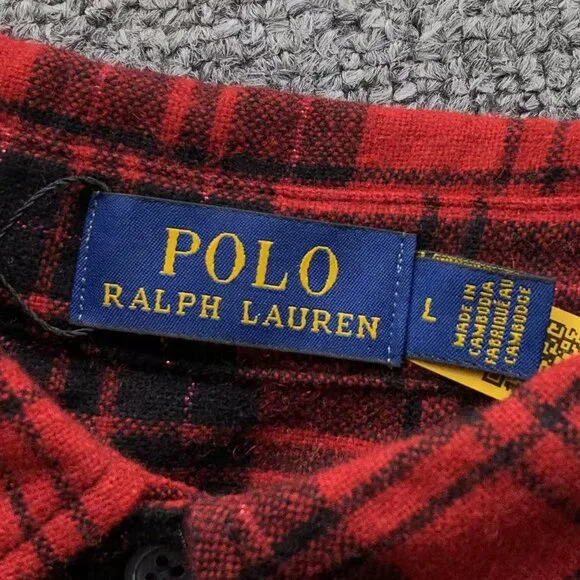 POLO
RALPH LAUREN
L
MADE IN
CAMBODIA
FABRIQUÉ AU
CAMBODGE